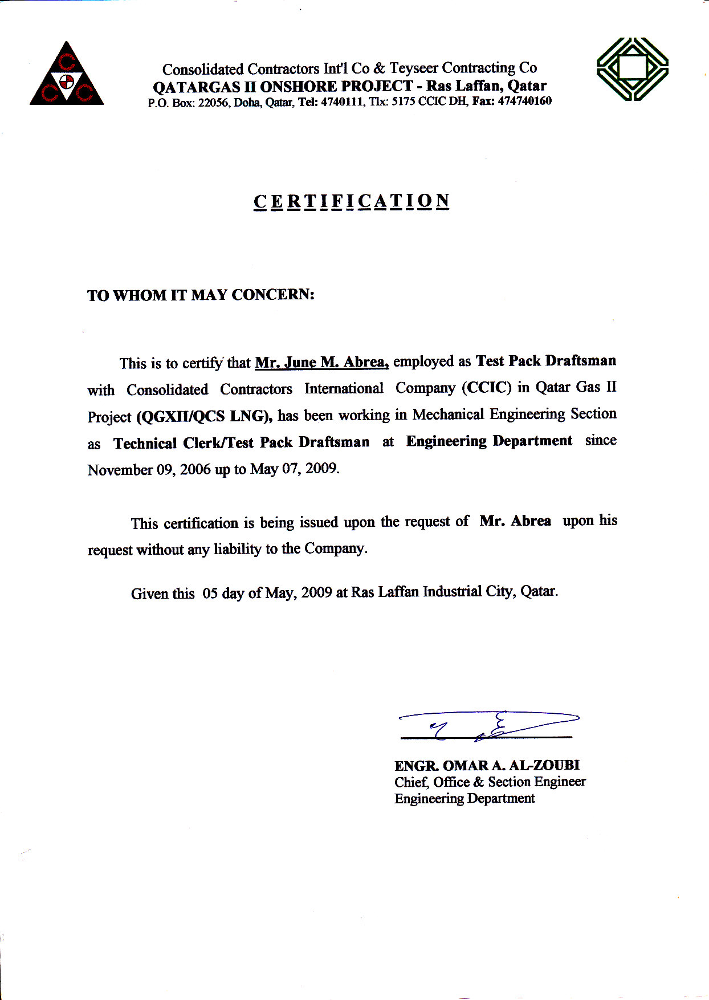 C
C C
Consolidated Contractors Int'l Co & Teyseer Contracting Co
QATARGAS II ONSHORE PROJECT - Ras Laffan, Qatar
P.O. Box: 22056, Doha, Qatar, Tel: 4740111, Tlx: 5175 CCIC DH, Fax: 474740160
CERTIFICATION
TO WHOM IT MAY CONCERN:
This is to certify that Mr. June M. Abrea, employed as Test Pack Draftsman
with Consolidated Contractors International Company (CCIC) in Qatar Gas II
Project (QGXII/QCS LNG), has been working in Mechanical Engineering Section
as Technical Clerk/Test Pack Draftsman at Engineering Department since
November 09, 2006 up to May 07, 2009.
This certification is being issued upon the request of Mr. Abrea upon his
request without any liability to the Company.
Given this 05 day of May, 2009 at Ras Laffan Industrial City, Qatar.
ENGR. OMAR A. AL-ZOUBI
Chief, Office & Section Engineer
Engineering Department